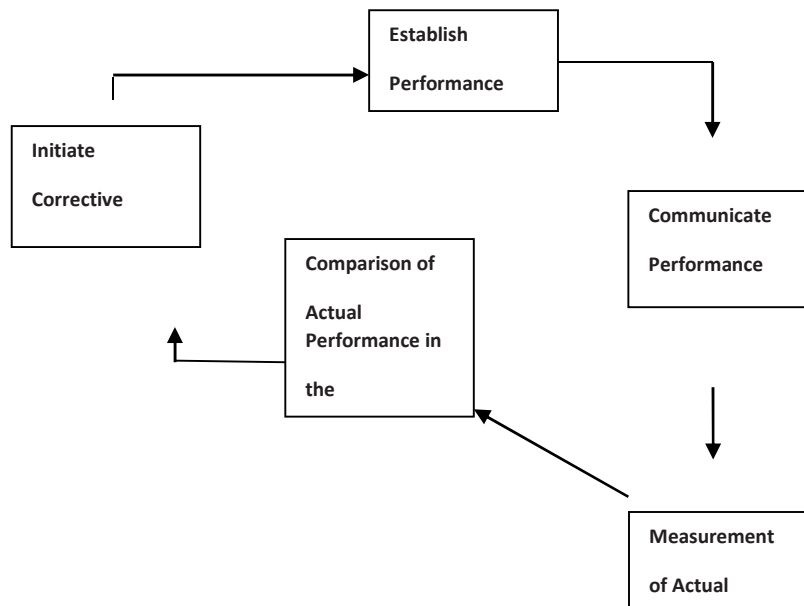 Establish
Performance
Initiate
Corrective
Communicate
Performance
Comparison of
Actual
Performance in
the
Measurement
of Actual